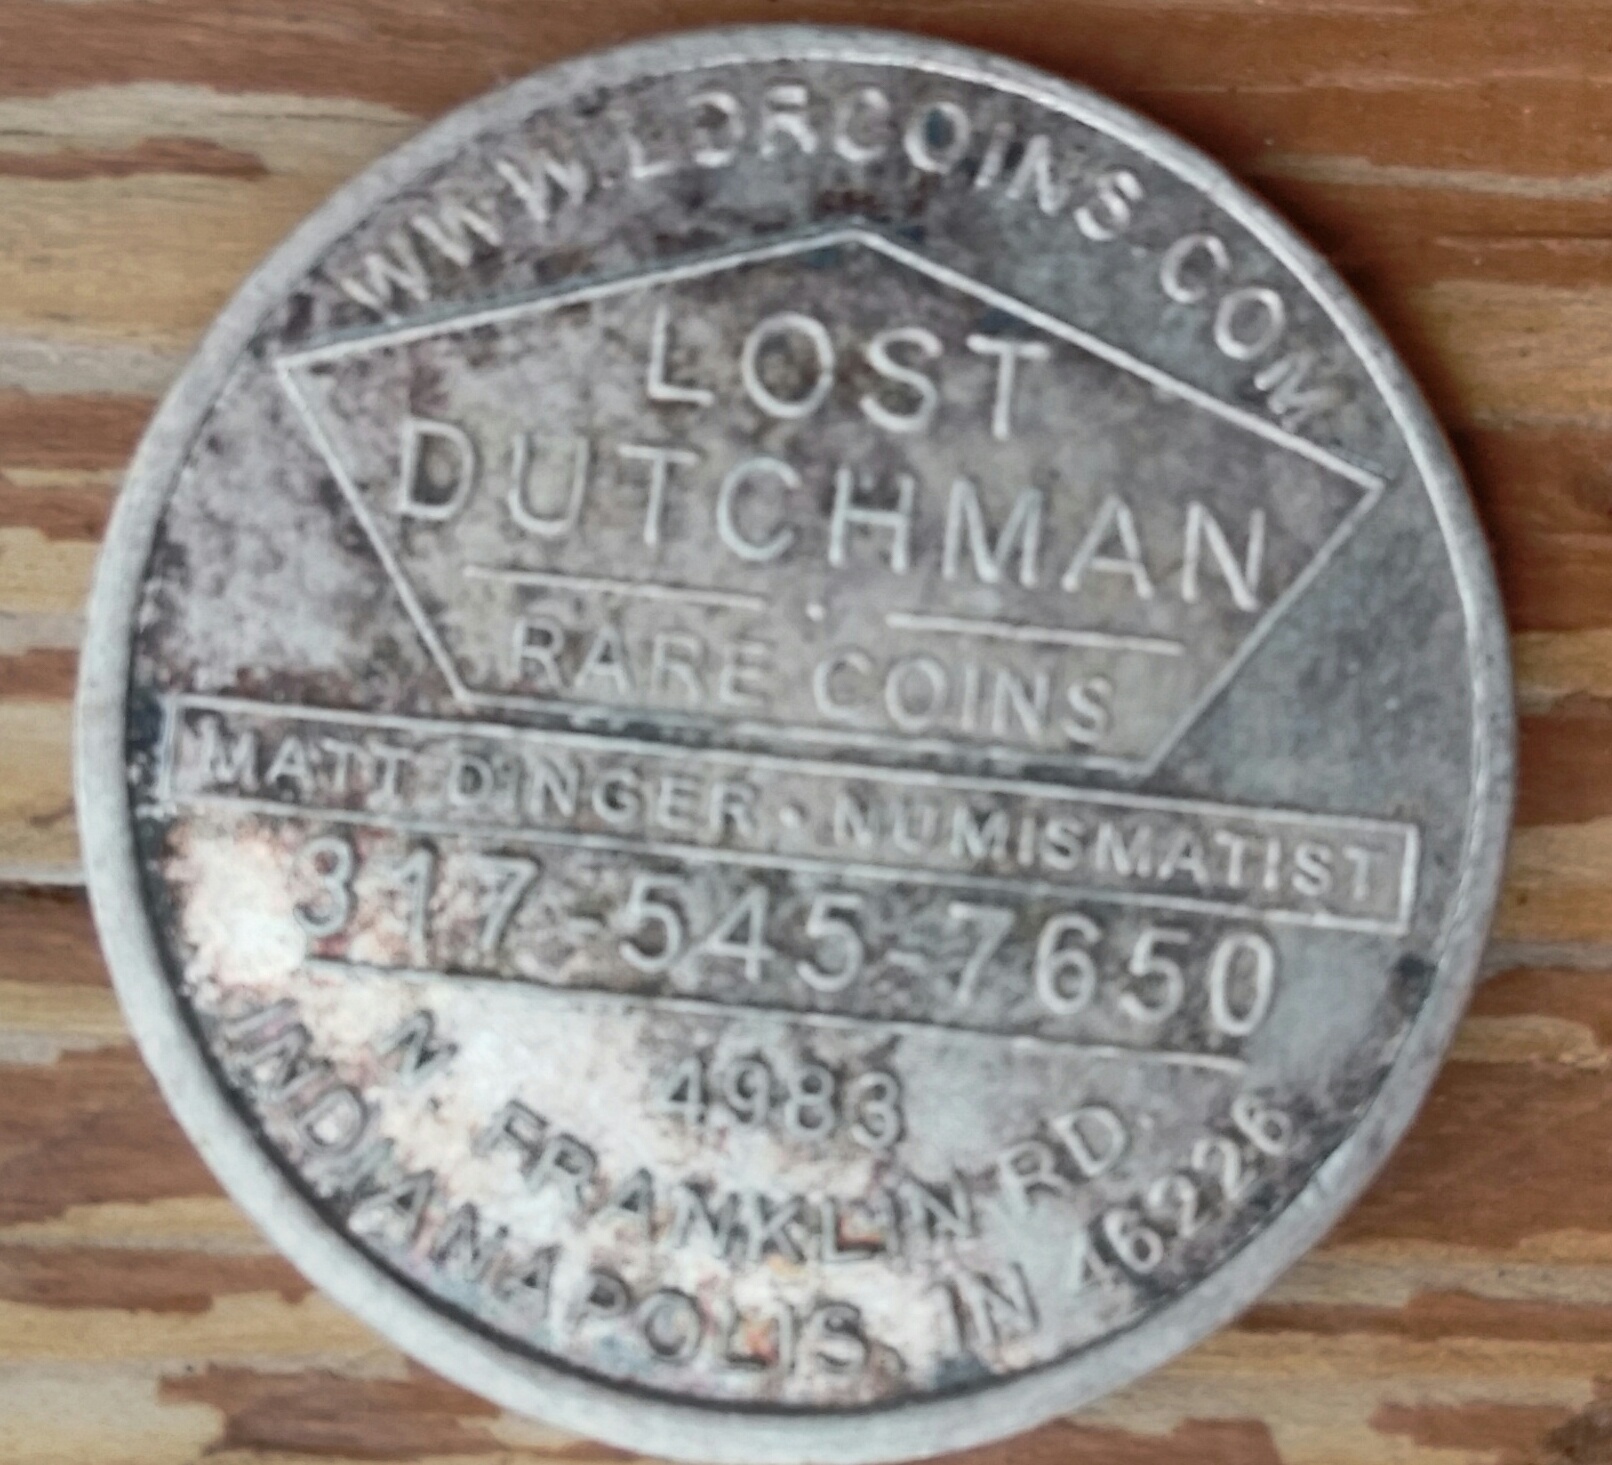 WWW.LDRCOINS.COM
LOST
DUTCHMAN
RARE COINS
MATT DINGER • NUMISMATIST
317-545-7650
4983
N. FRANKLIN RD.
INDIANAPOLIS, IN 46226